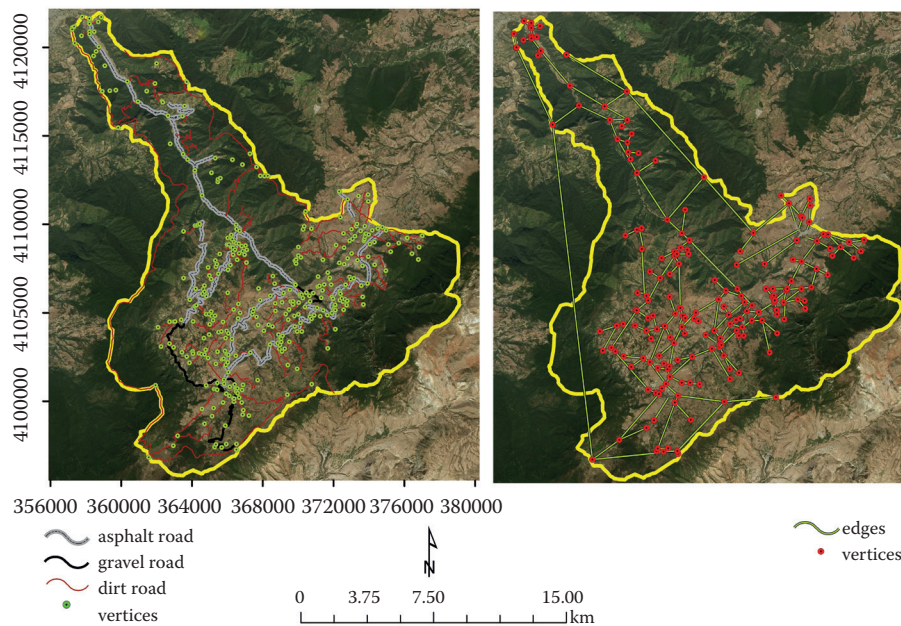 4120000
4115000
4110000
4105000
4100000
356000 360000 364000 368000 372000 376000 380000
asphalt road
gravel road
dirt road
vertices
N
0 3.75 7.50 15.00
km
edges
vertices